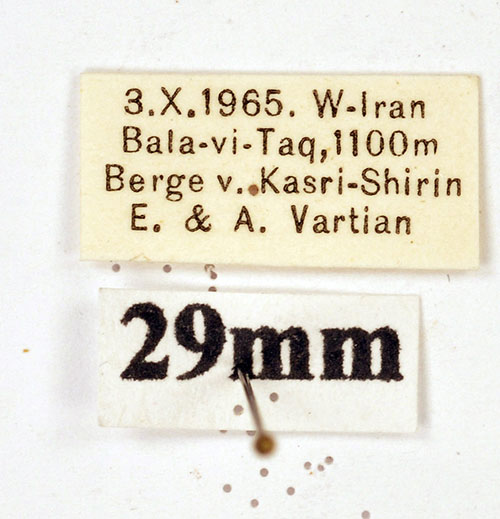 3.X.1965. W-Iran
Bala-vi-Taq,1100m
Berge v. Kasri-Shirin
E. & A. Vartian
29mm